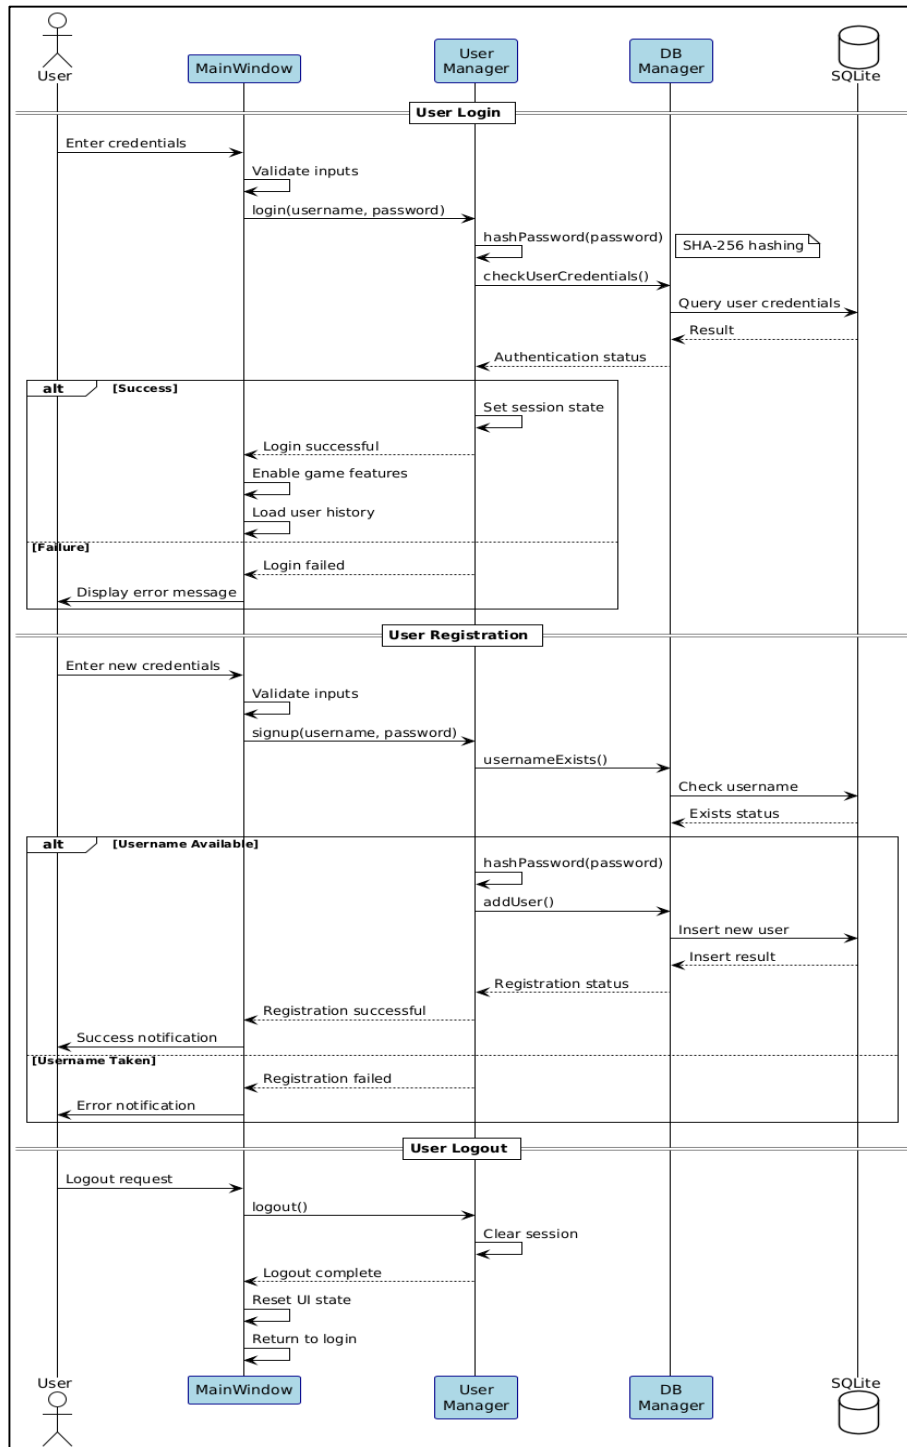 User
MainWindow
User
Manager
DB
Manager
SQLite
User Login
Enter credentials
Validate inputs
login(username, password)
hashPassword(password)
SHA-256 hashing
checkUserCredentials()
Query user credentials
Result
Authentication status
alt [Success]
Set session state
Login successful
Enable game features
Load user history
[Failure]
Login failed
Display error message
User Registration
Enter new credentials
Validate inputs
signup(username, password)
usernameExists()
Check username
Exists status
alt [Username Available]
hashPassword(password)
addUser()
Insert new user
Insert result
Registration status
Registration successful
Success notification
[Username Taken]
Registration failed
Error notification
User Logout
Logout request
logout()
Clear session
Logout complete
Reset UI state
Return to login
User
MainWindow
User
Manager
DB
Manager
SQLite